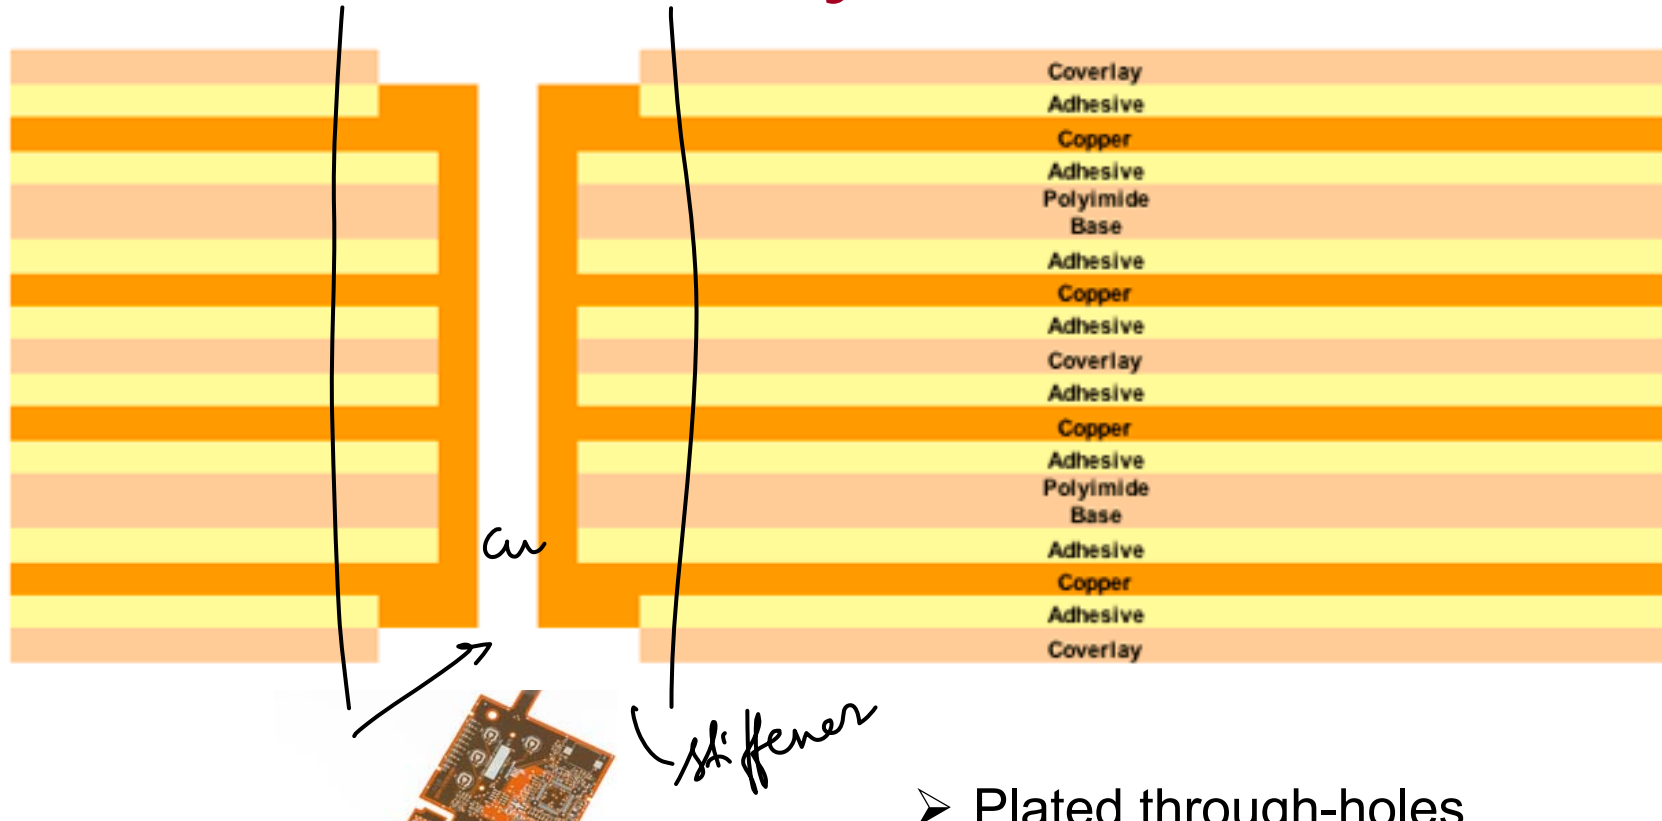 Coverlay
Adhesive
Copper
Adhesive
Polyimide
Base
Adhesive
Copper
Adhesive
Coverlay
Adhesive
Copper
Adhesive
Polyimide
Base
Adhesive
Copper
Adhesive
Coverlay
Cu
stiffener
➢ Plated through-holes